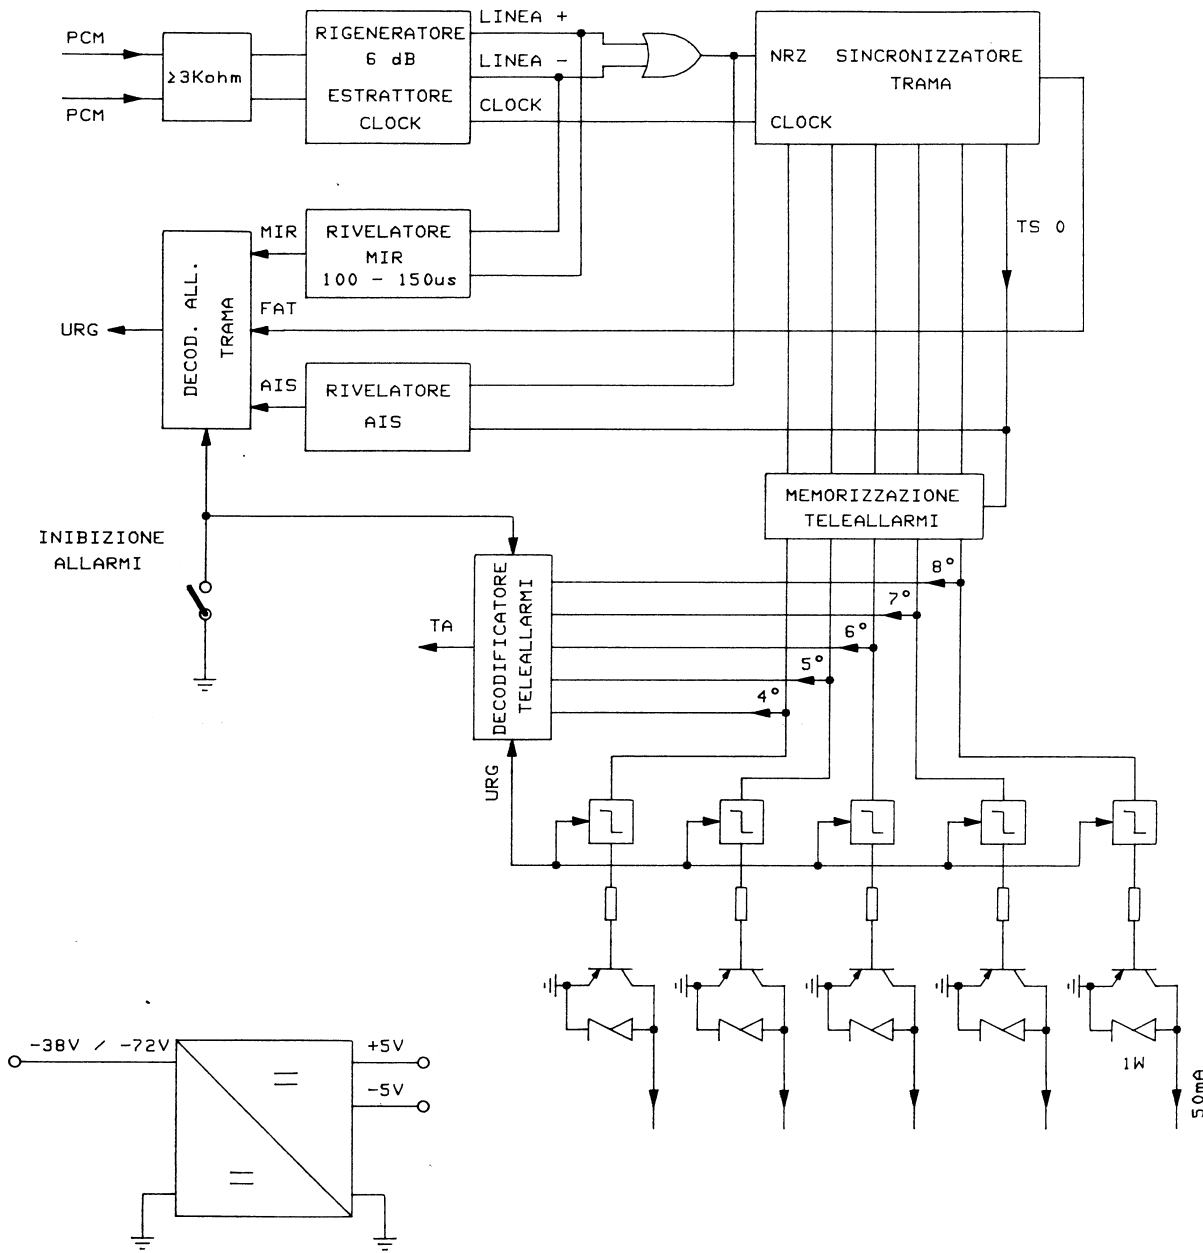 PCM
PCM
≥3Kohm
RIGENERATORE
6 dB
ESTRATTORE
CLOCK
LINEA +
LINEA -
CLOCK
NRZ
SINCRONIZZATORE
TRAMA
CLOCK
TS 0
MIR
RIVELATORE
MIR
100 - 150us
DECOD. ALL.
TRAMA
FAT
URG
AIS
RIVELATORE
AIS
INIBIZIONE
ALLARMI
MEMORIZZAZIONE
TELEALLARMI
DECODIFICATORE
TELEALLARMI
8°
7°
6°
5°
4°
TA
URG
1W
50mA
-38V / -72V
+5V
-5V